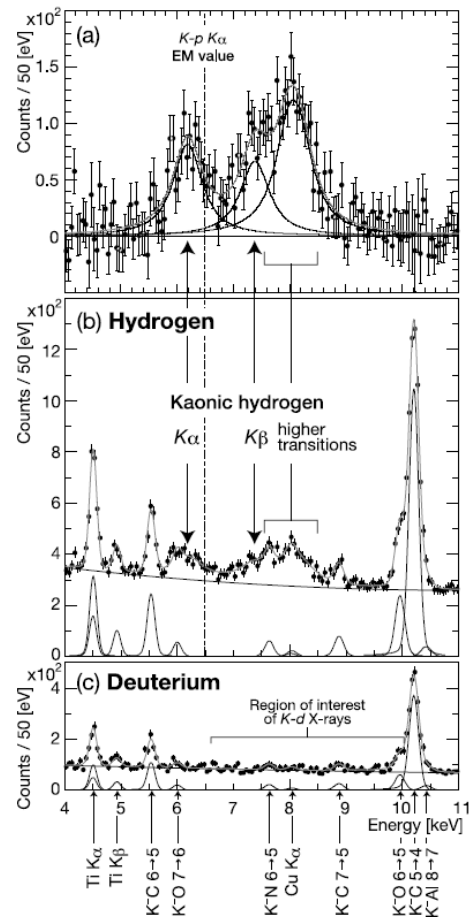 ×10²
(a)
K-p Kα
EM value
Counts / 50 [eV]
1.5
1.0
0.5
0
×10²
(b) Hydrogen
Counts / 50 [eV]
12
10
8
6
4
2
0
Kaonic hydrogen
Kα
Kβ higher
transitions
×10²
(c) Deuterium
Counts / 50 [eV]
4
2
0
Region of interest
of K-d X-rays
4 5 6 7 8 9 10 11
Energy [keV]
Ti Kα
Ti Kβ
K⁻C 6→5
K⁻O 7→6
K⁻N 6→5
Cu Kα
K⁻C 7→5
K⁻O 6→5
K⁻C 5→4
K⁻Al 8→7